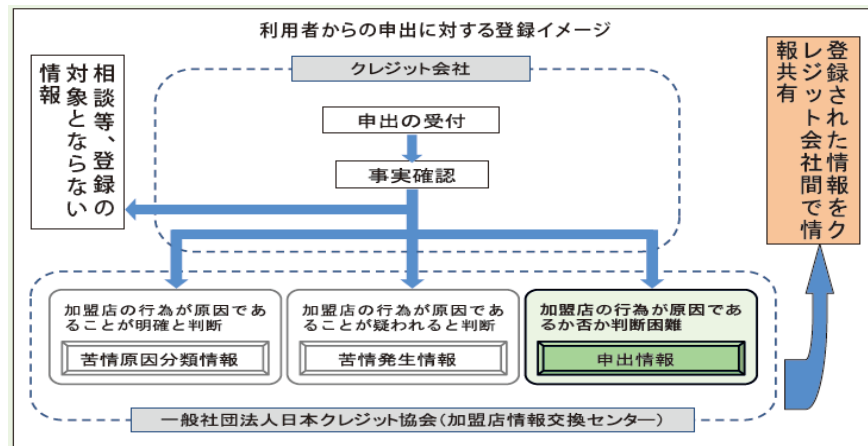 利用者からの申出に対する登録イメージ
クレジット会社
相談等、登録の
対象とならない
情報
申出の受付
事実確認
登録された情報をク
レジット会社間で情
報共有
加盟店の行為が原因であ
ることが明確と判断
苦情原因分類情報
加盟店の行為が原因であ
ることが疑われると判断
苦情発生情報
加盟店の行為が原因であ
るか否か判断困難
申出情報
一般社団法人日本クレジット協会(加盟店情報交換センター)